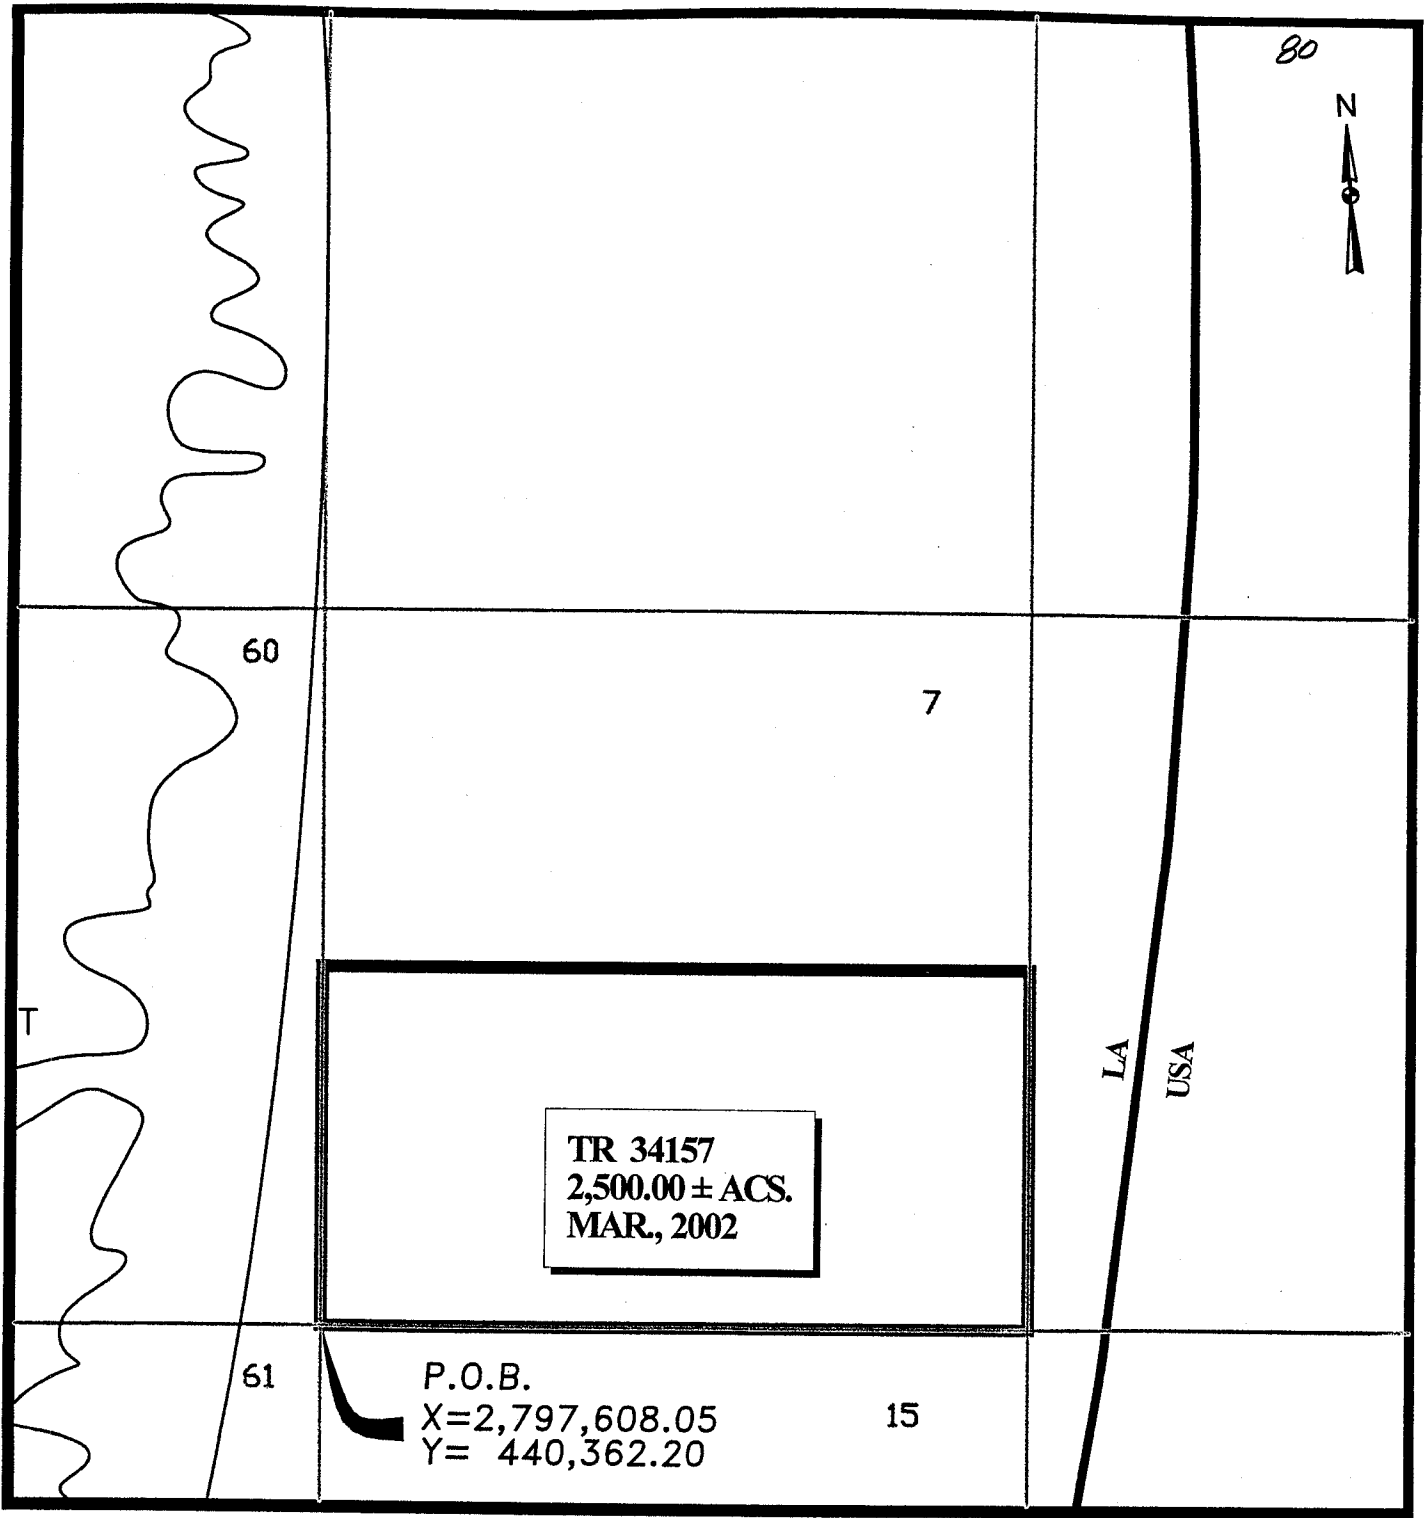 80
N
60
7
T
LA
USA
TR 34157
2,500.00 ± ACS.
MAR., 2002
61
P.O.B.
X=2,797,608.05
Y= 440,362.20
15